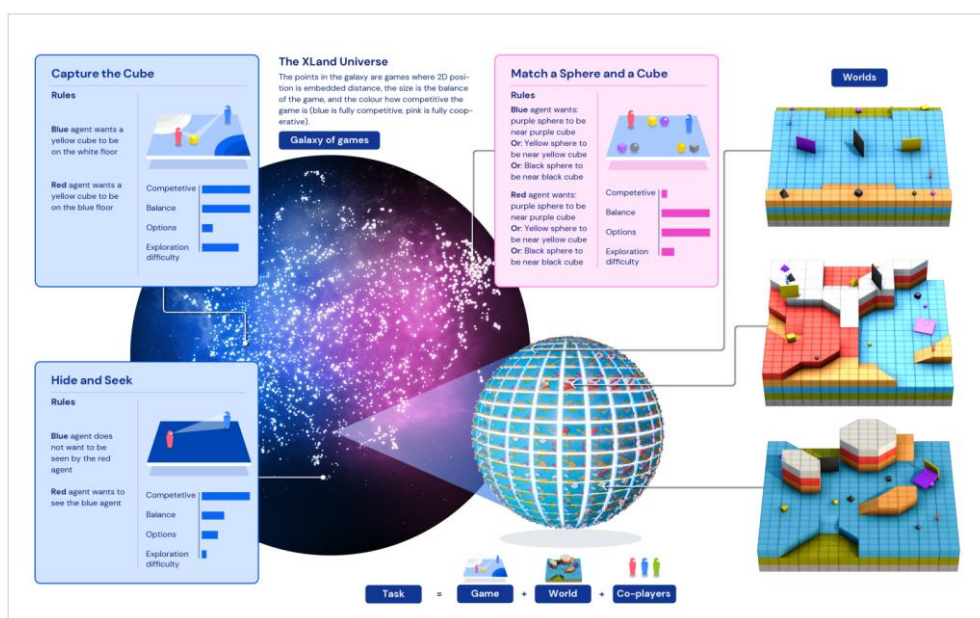 Capture the Cube
Rules
Blue agent wants a
yellow cube to be
on the white floor
Red agent wants a
yellow cube to be
on the blue floor
Competetive
Balance
Options
Exploration
difficulty
The XLand Universe
The points in the galaxy are games where 2D posi-
tion is embedded distance, the size is the balance
of the game, and the colour how competitive the
game is (blue is fully competitive, pink is fully coop-
erative).
Galaxy of games
Match a Sphere and a Cube
Rules
Blue agent wants:
purple sphere to be
near purple cube
Or: Yellow sphere to
be near yellow cube
Or: Black sphere to
be near black cube
Red agent wants:
purple sphere to be
near purple cube
Or: Yellow sphere to
be near yellow cube
Or: Black sphere to
be near black cube
Competitive
Balance
Options
Exploration
difficulty
Worlds
Hide and Seek
Rules
Blue agent does
not want to be
seen by the red
agent
Red agent wants to
see the blue agent
Competetive
Balance
Options
Exploration
difficulty
Task = Game + World + Co-players